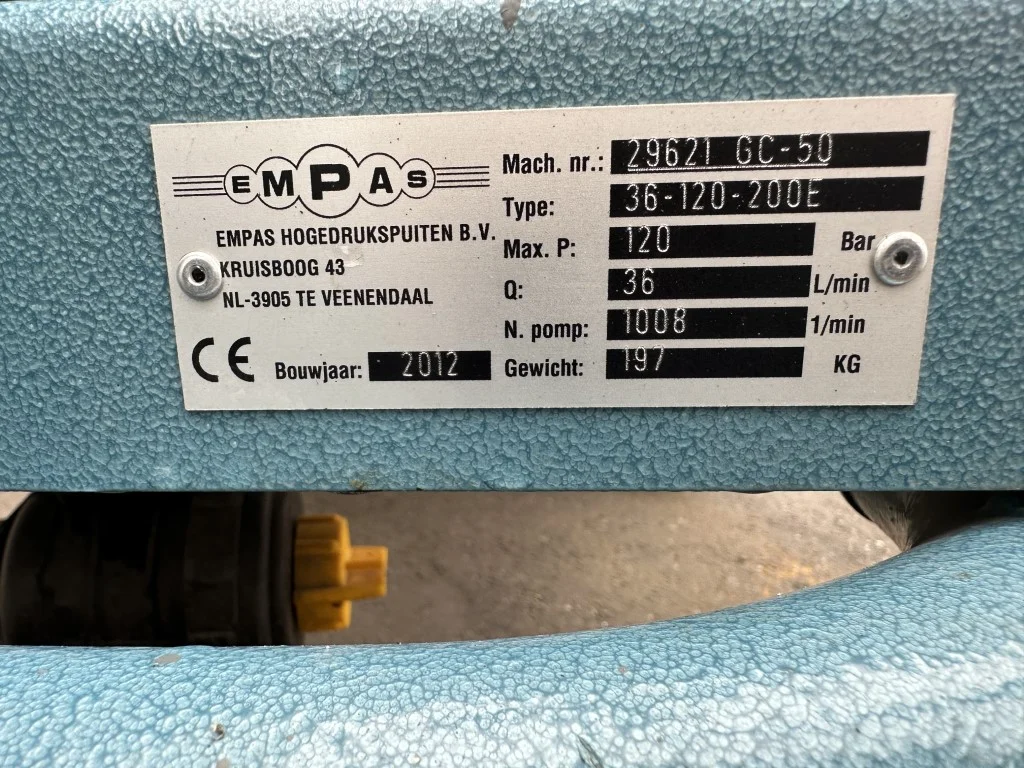 EMPAS
EMPAS HOGEDRUKSPUITEN B.V.
KRUISBOOG 43
NL-3905 TE VEENENDAAL
CE Bouwjaar: 2012
Mach. nr.: 29621 GC-50
Type: 36-120-200E
Max. P: 120 Bar
Q: 36 L/min
N. pomp: 1008 1/min
Gewicht: 197 KG